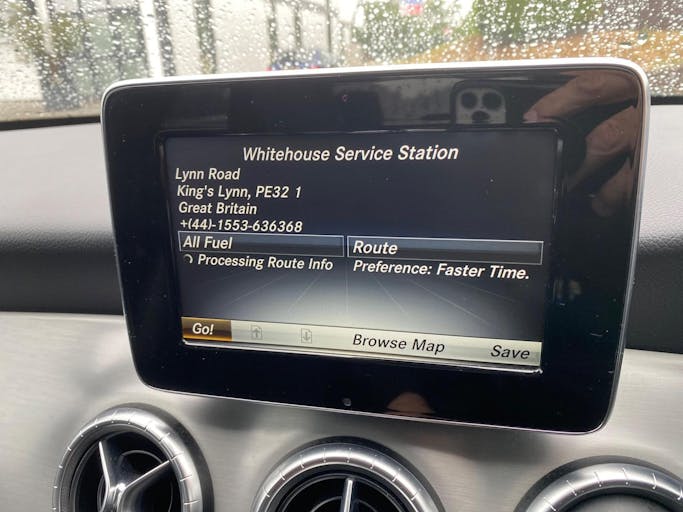 Whitehouse Service Station
Lynn Road
King's Lynn, PE32 1
Great Britain
+(44)-1553-636368
All Fuel
Route
Processing Route Info
Preference: Faster Time.
Go!
Browse Map
Save